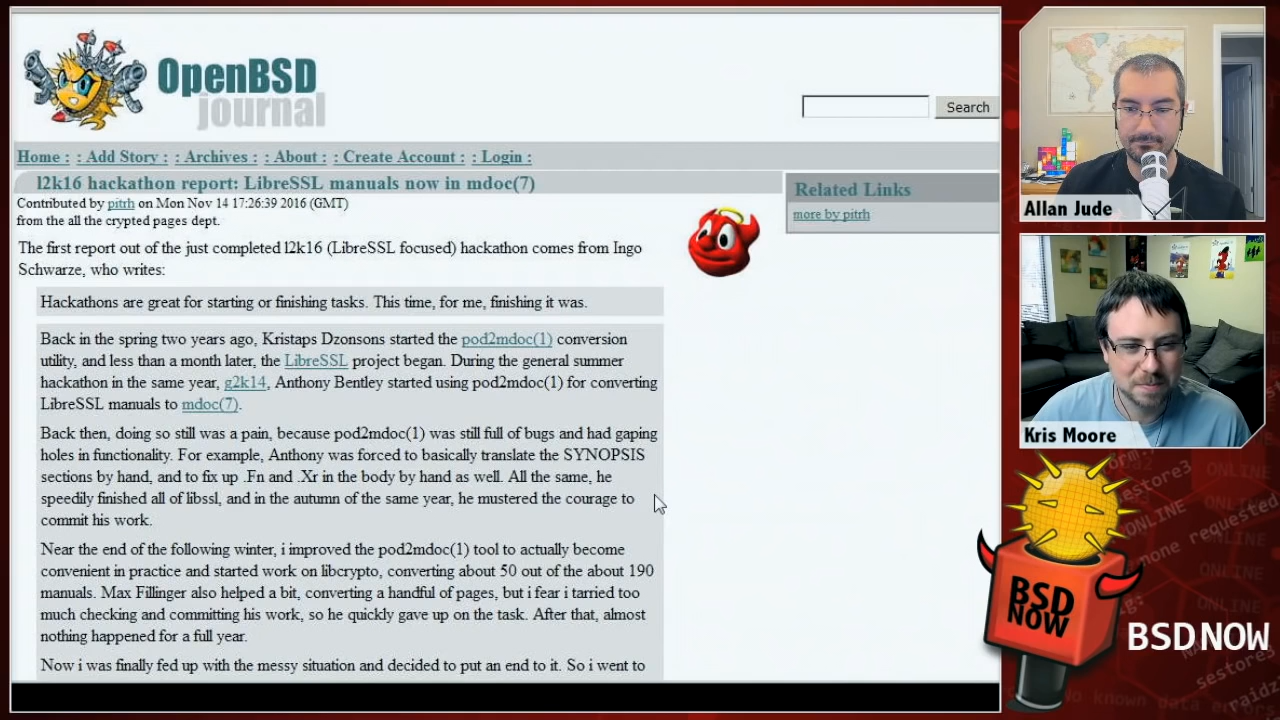 OpenBSD
journal
Search
Home : : Add Story : : Archives : : About : : Create Account : : Login :
l2k16 hackathon report: LibreSSL manuals now in mdoc(7)
Contributed by pitrh on Mon Nov 14 17:26:39 2016 (GMT)
from the all the crypted pages dept.
The first report out of the just completed l2k16 (LibreSSL focused) hackathon comes from Ingo
Schwarze, who writes:
Hackathons are great for starting or finishing tasks. This time, for me, finishing it was.
Back in the spring two years ago, Kristaps Dzonsons started the pod2mdoc(1) conversion
utility, and less than a month later, the LibreSSL project began. During the general summer
hackathon in the same year, g2k14, Anthony Bentley started using pod2mdoc(1) for converting
LibreSSL manuals to mdoc(7).
Back then, doing so still was a pain, because pod2mdoc(1) was still full of bugs and had gaping
holes in functionality. For example, Anthony was forced to basically translate the SYNOPSIS
sections by hand, and to fix up .Fn and .Xr in the body by hand as well. All the same, he
speedily finished all of libssl, and in the autumn of the same year, he mustered the courage to
commit his work.
Near the end of the following winter, i improved the pod2mdoc(1) tool to actually become
convenient in practice and started work on libcrypto, converting about 50 out of the about 190
manuals. Max Fillinger also helped a bit, converting a handful of pages, but i fear i tarried too
much checking and committing his work, so he quickly gave up on the task. After that, almost
nothing happened for a full year.
Now i was finally fed up with the messy situation and decided to put an end to it. So i went to
Related Links
more by pitrh
Allan Jude
Kris Moore
BSD
NOW
BSD NOW
ONLINE
ONLINE
none requested
ONLINE
ONLINE
No known data